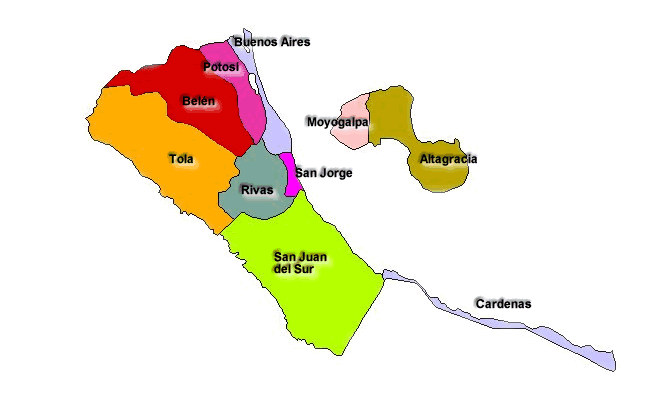 Buenos Aires
Potosí
Belén
Moyogalpa
Tola
Altagracia
San Jorge
Rivas
San Juan
del Sur
Cardenas